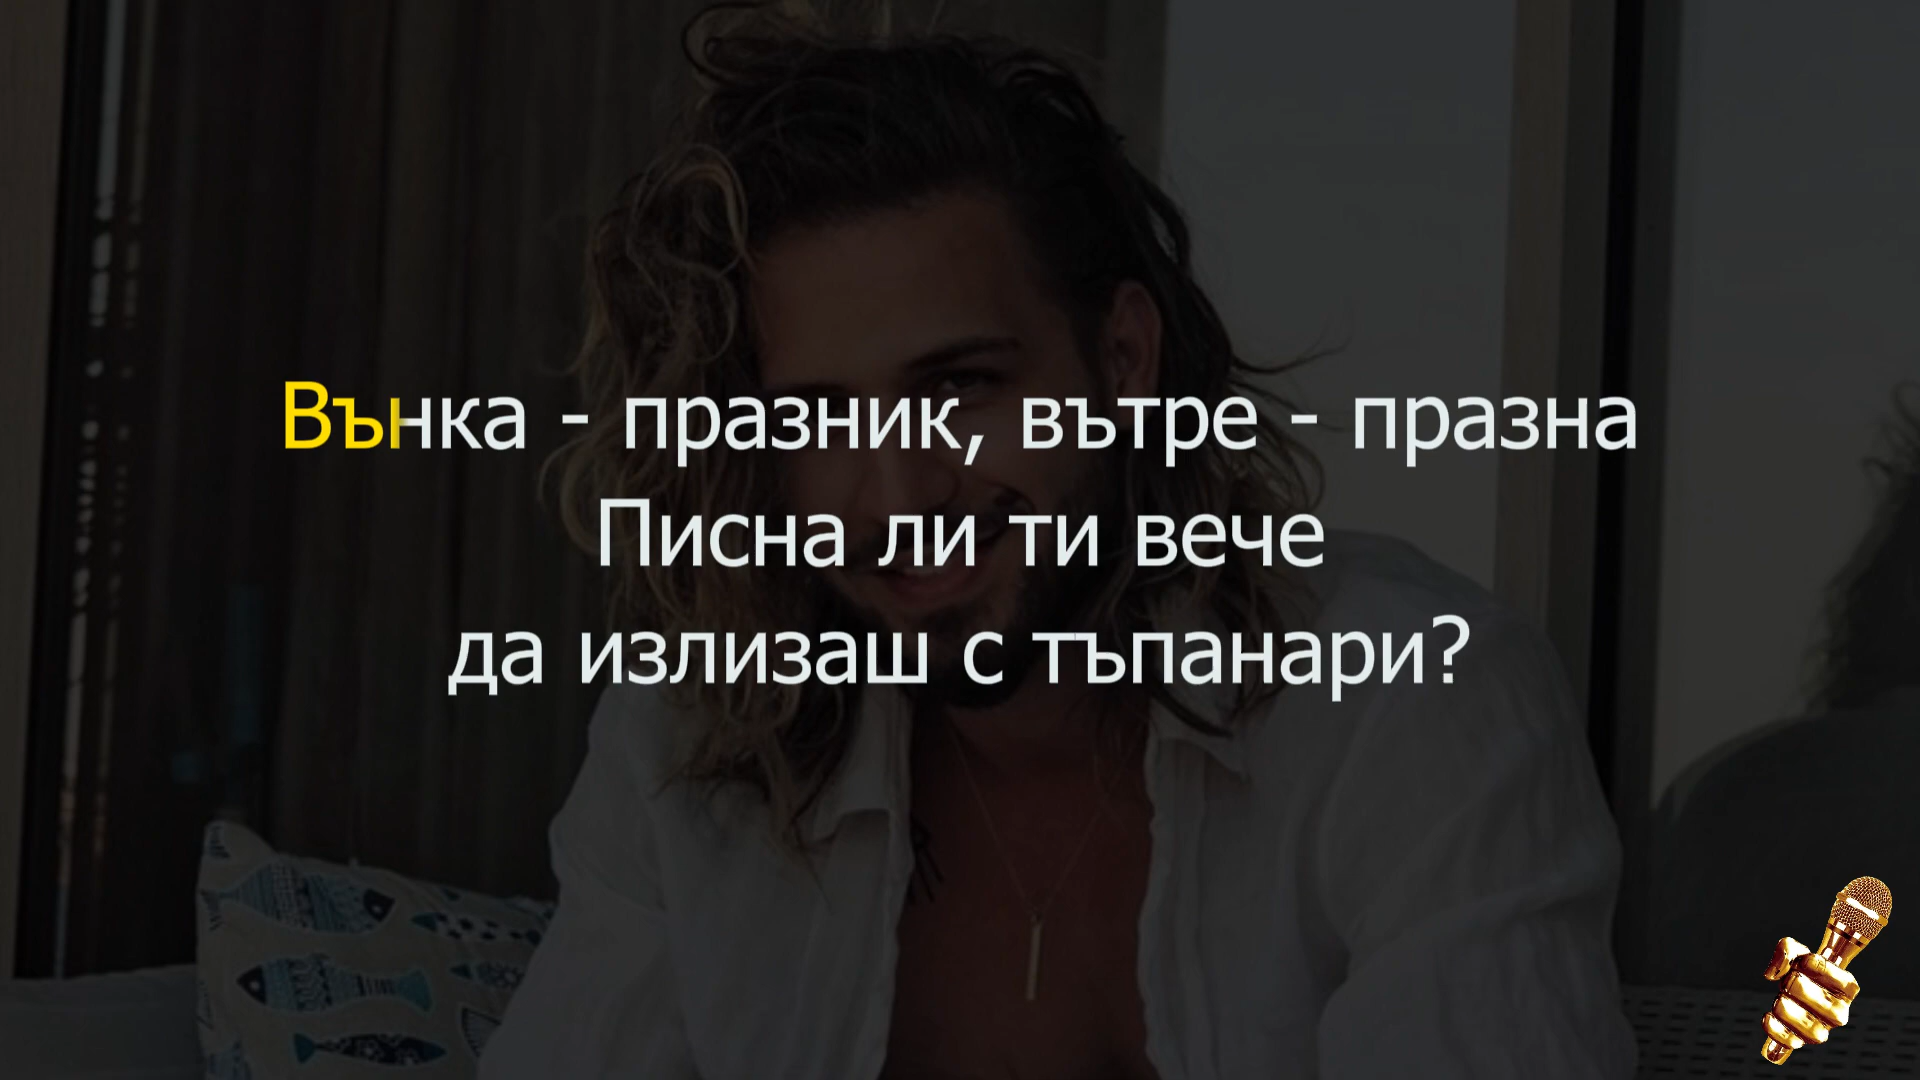 Вънка - празник, вътре - празна
Писна ли ти вече
да излизаш с тъпанари?